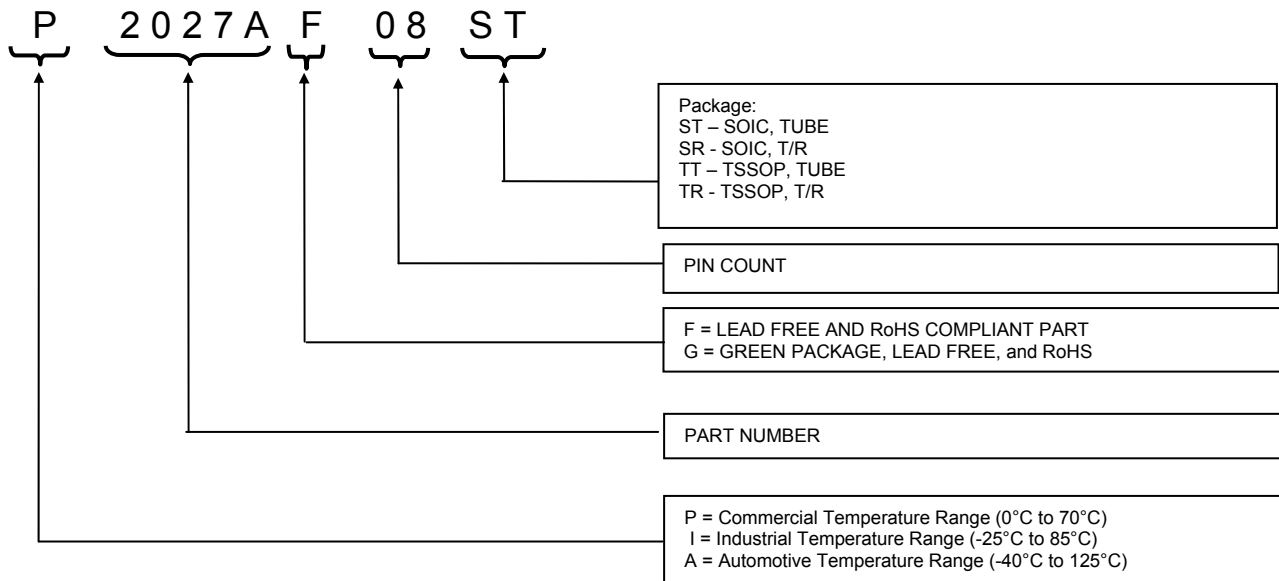 P 2027A F 08 ST
Package:
ST – SOIC, TUBE
SR - SOIC, T/R
TT – TSSOP, TUBE
TR - TSSOP, T/R
PIN COUNT
F = LEAD FREE AND RoHS COMPLIANT PART
G = GREEN PACKAGE, LEAD FREE, and RoHS
PART NUMBER
P = Commercial Temperature Range (0°C to 70°C)
I = Industrial Temperature Range (-25°C to 85°C)
A = Automotive Temperature Range (-40°C to 125°C)